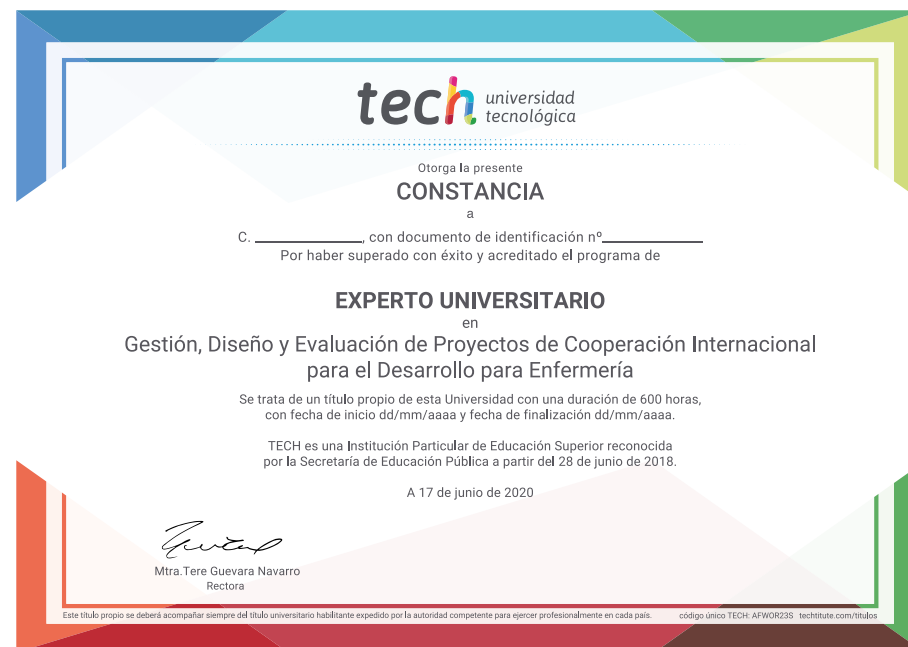 tech universidad
tecnológica
Otorga la presente
CONSTANCIA
a
C. ____________, con documento de identificación nº____________
Por haber superado con éxito y acreditado el programa de
EXPERTO UNIVERSITARIO
en
Gestión, Diseño y Evaluación de Proyectos de Cooperación Internacional
para el Desarrollo para Enfermería
Se trata de un título propio de esta Universidad con una duración de 600 horas,
con fecha de inicio dd/mm/aaaa y fecha de finalización dd/mm/aaaa.
TECH es una Institución Particular de Educación Superior reconocida
por la Secretaría de Educación Pública a partir del 28 de junio de 2018.
A 17 de junio de 2020
Mtra.Tere Guevara Navarro
Rectora
Este título propio se deberá acompañar siempre del título universitario habilitante expedido por la autoridad competente para ejercer profesionalmente en cada país. código único TECH: AFWOR23S techtitute.com/titulos